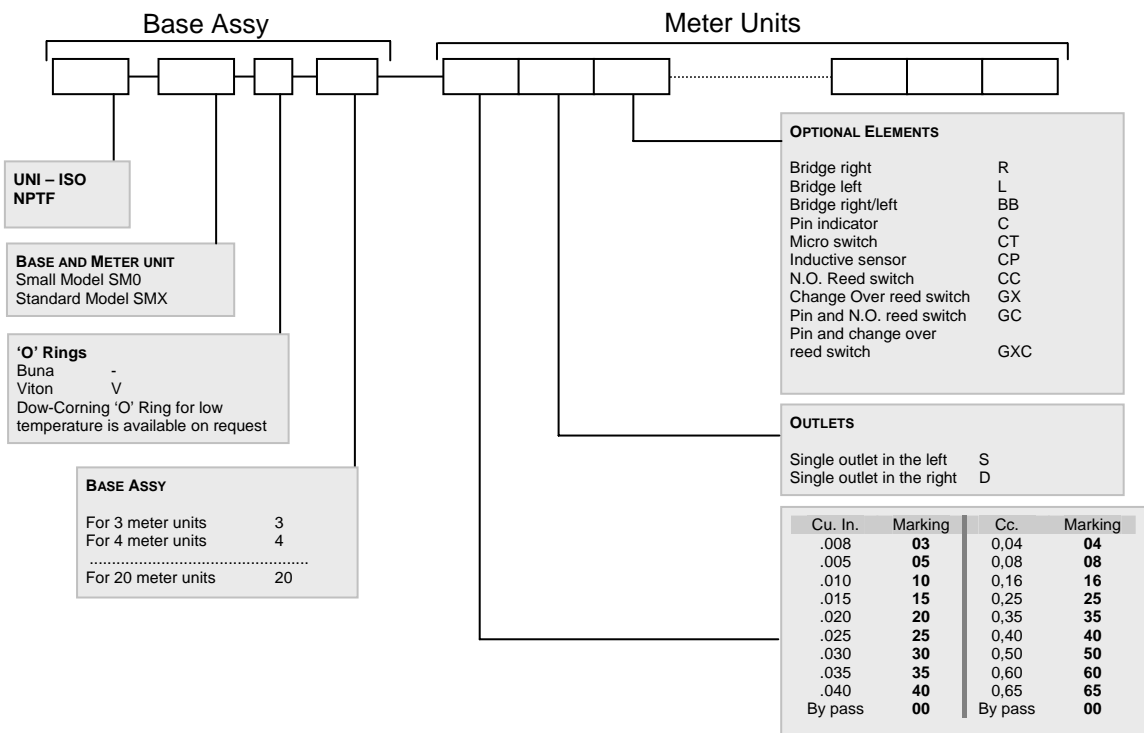 Base Assy
Meter Units
UNI – ISO
NPTF
BASE AND METER UNIT
Small Model SM0
Standard Model SMX
‘O’ Rings
Buna -
Viton V
Dow-Corning ‘O’ Ring for low
temperature is available on request
BASE ASSY
For 3 meter units 3
For 4 meter units 4
................................................
For 20 meter units 20
OPTIONAL ELEMENTS
Bridge right R
Bridge left L
Bridge right/left BB
Pin indicator C
Micro switch CT
Inductive sensor CP
N.O. Reed switch CC
Change Over reed switch GX
Pin and N.O. reed switch GC
Pin and change over
reed switch GXC
OUTLETS
Single outlet in the left S
Single outlet in the right D
Cu. In. Marking Cc. Marking
.008 03 0,04 04
.005 05 0,08 08
.010 10 0,16 16
.015 15 0,25 25
.020 20 0,35 35
.025 25 0,40 40
.030 30 0,50 50
.035 35 0,60 60
.040 40 0,65 65
By pass 00 By pass 00